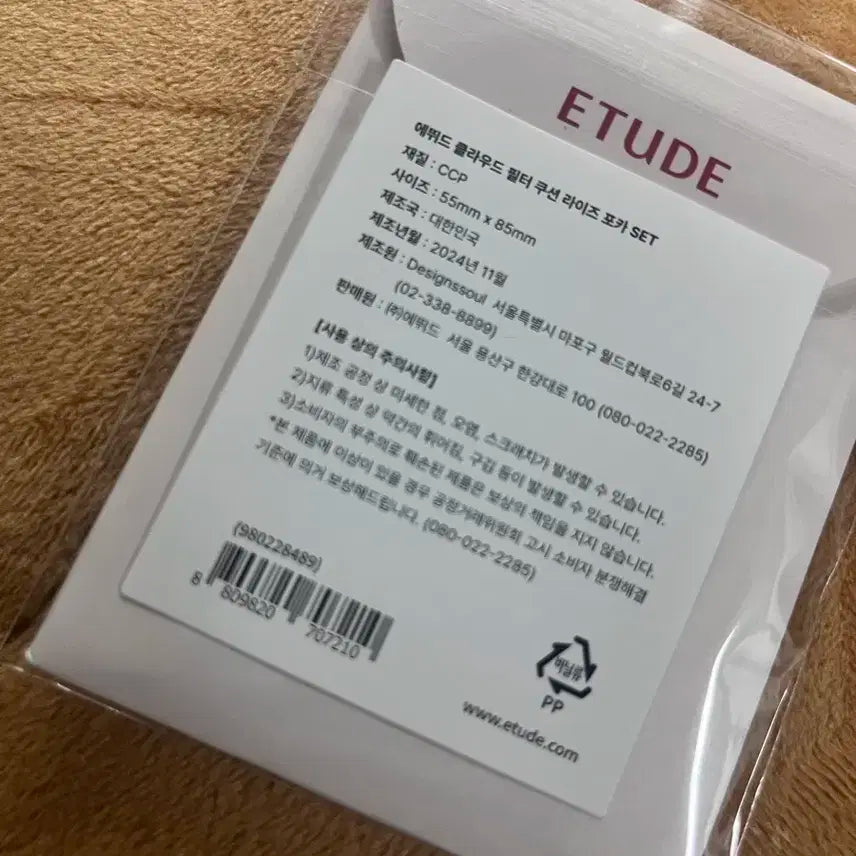 ETUDE
에뛰드 클라우드 필터 쿠션 라이즈 포카 SET
재질 : CCP
사이즈 : 55mm x 85mm
제조국 : 대한민국
제조년월 : 2024년 11월
제조원 : Designssoul 서울특별시 마포구 월드컵북로6길 24-7
(02-338-8899)
판매원 : ㈜에뛰드 서울 용산구 한강대로 100 (080-022-2285)
[사용 상의 주의사항]
1)제조 공정 상 미세한 점, 오염, 스크래치가 발생할 수 있습니다.
2)지류 특성 상 약간의 휘어짐, 구김 등이 발생할 수 있습니다.
3)소비자의 부주의로 훼손된 제품은 보상의 책임을 지지 않습니다.
*본 제품에 이상이 있을 경우 공정거래위원회 고시 소비자 분쟁해결
기준에 의거 보상해드립니다. (080-022-2285)
(980228489)
8 809820 707210
비닐류
PP
www.etude.com